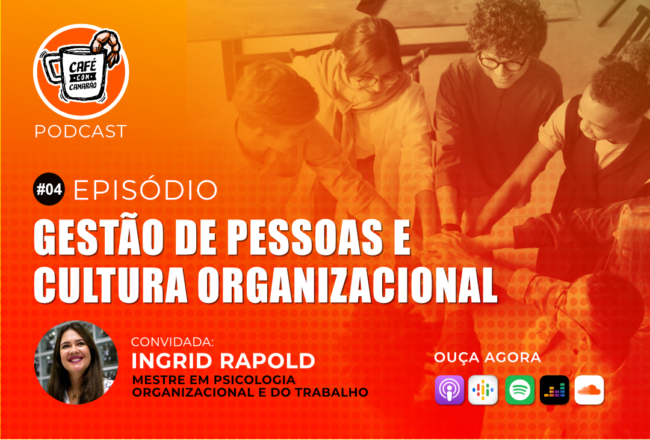 CAFÉ
COM
CAMARÃO
PODCAST
#04 EPISÓDIO
GESTÃO DE PESSOAS E
CULTURA ORGANIZACIONAL
CONVIDADA:
INGRID RAPOLD
MESTRE EM PSICOLOGIA
ORGANIZACIONAL E DO TRABALHO
OUÇA AGORA